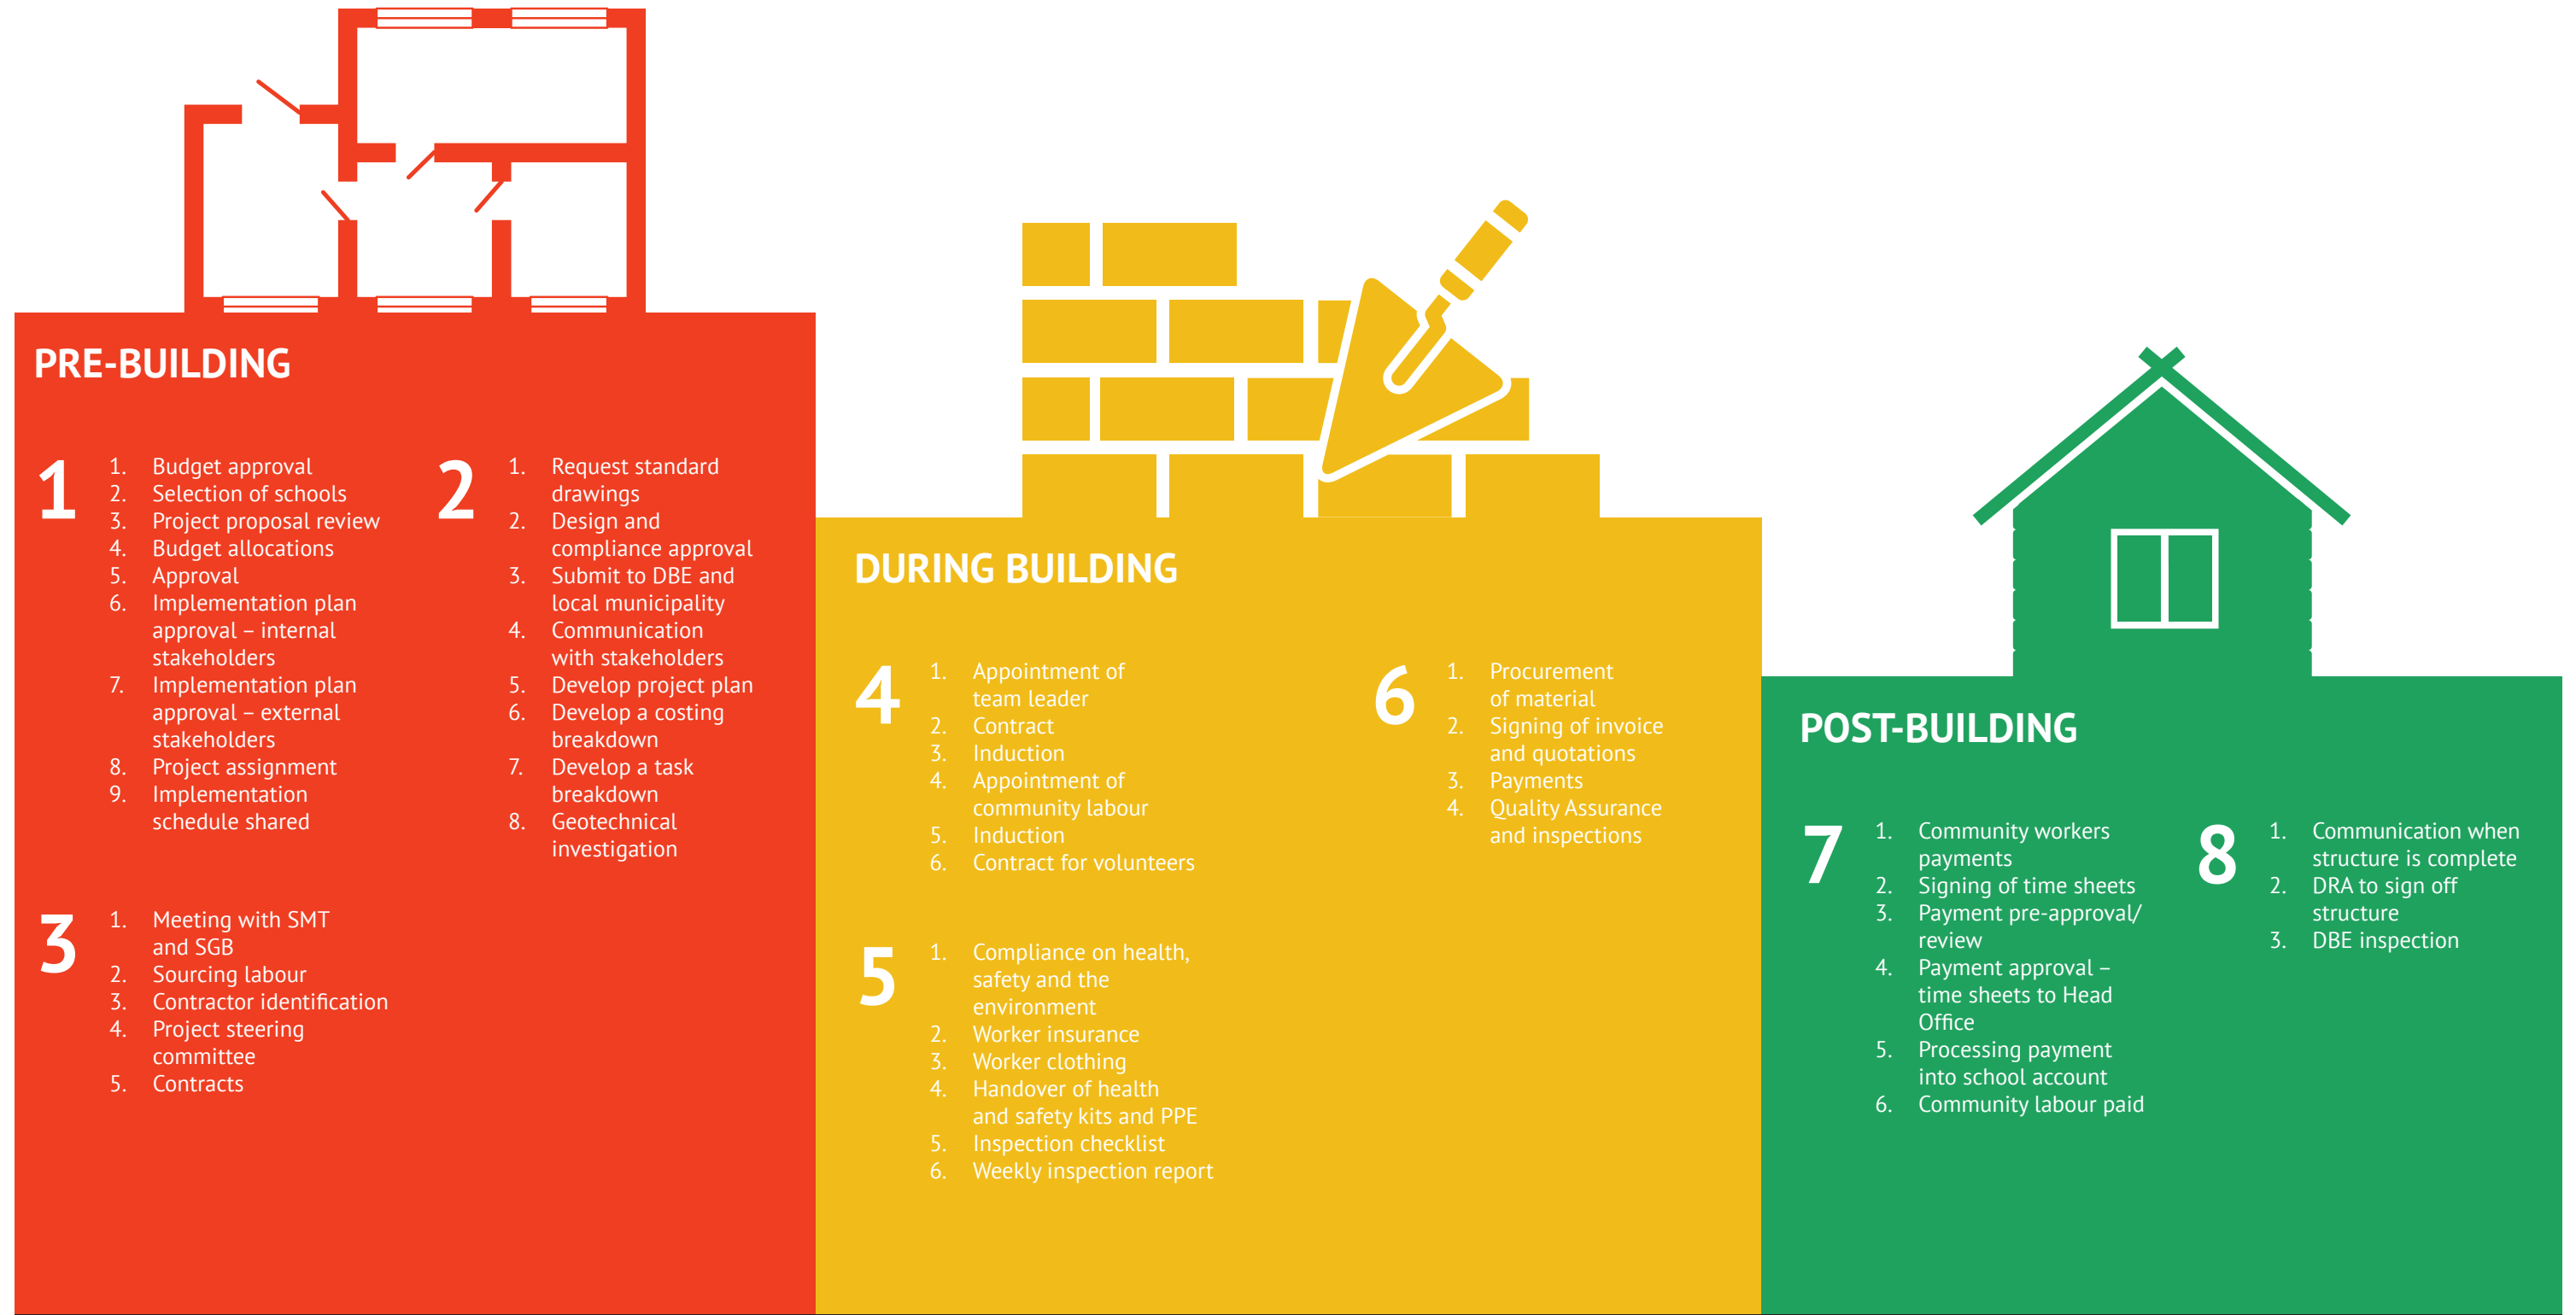 PRE-BUILDING
1
1. Budget approval
2. Selection of schools
3. Project proposal review
4. Budget allocations
5. Approval
6. Implementation plan
approval – internal
stakeholders
7. Implementation plan
approval – external
stakeholders
8. Project assignment
9. Implementation
schedule shared
2
1. Request standard
drawings
2. Design and
compliance approval
3. Submit to DBE and
local municipality
4. Communication
with stakeholders
5. Develop project plan
6. Develop a costing
breakdown
7. Develop a task
breakdown
8. Geotechnical
investigation
3
1. Meeting with SMT
and SGB
2. Sourcing labour
3. Contractor identification
4. Project steering
committee
5. Contracts
DURING BUILDING
4
1. Appointment of
team leader
2. Contract
3. Induction
4. Appointment of
community labour
5. Induction
6. Contract for volunteers
5
1. Compliance on health,
safety and the
environment
2. Worker insurance
3. Worker clothing
4. Handover of health
and safety kits and PPE
5. Inspection checklist
6. Weekly inspection report
6
1. Procurement
of material
2. Signing of invoice
and quotations
3. Payments
4. Quality Assurance
and inspections
POST-BUILDING
7
1. Community workers
payments
2. Signing of time sheets
3. Payment pre-approval/
review
4. Payment approval –
time sheets to Head
Office
5. Processing payment
into school account
6. Community labour paid
8
1. Communication when
structure is complete
2. DRA to sign off
structure
3. DBE inspection